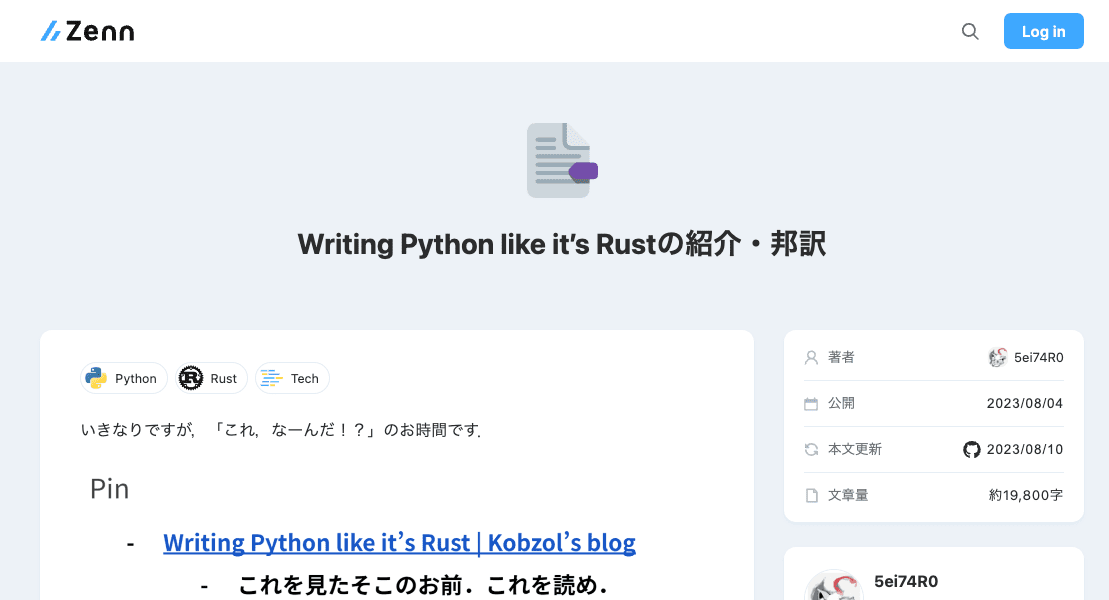 Zenn
Log in
Writing Python like it's Rustの紹介・邦訳
Python Rust Tech
いきなりですが，「これ，なーんだ！？」のお時間です．
Pin
- Writing Python like it's Rust | Kobzol's blog
- これを見たそこのお前．これを読め．
著者 5ei74R0
公開 2023/08/04
本文更新 2023/08/10
文章量 約19,800字
5ei74R0